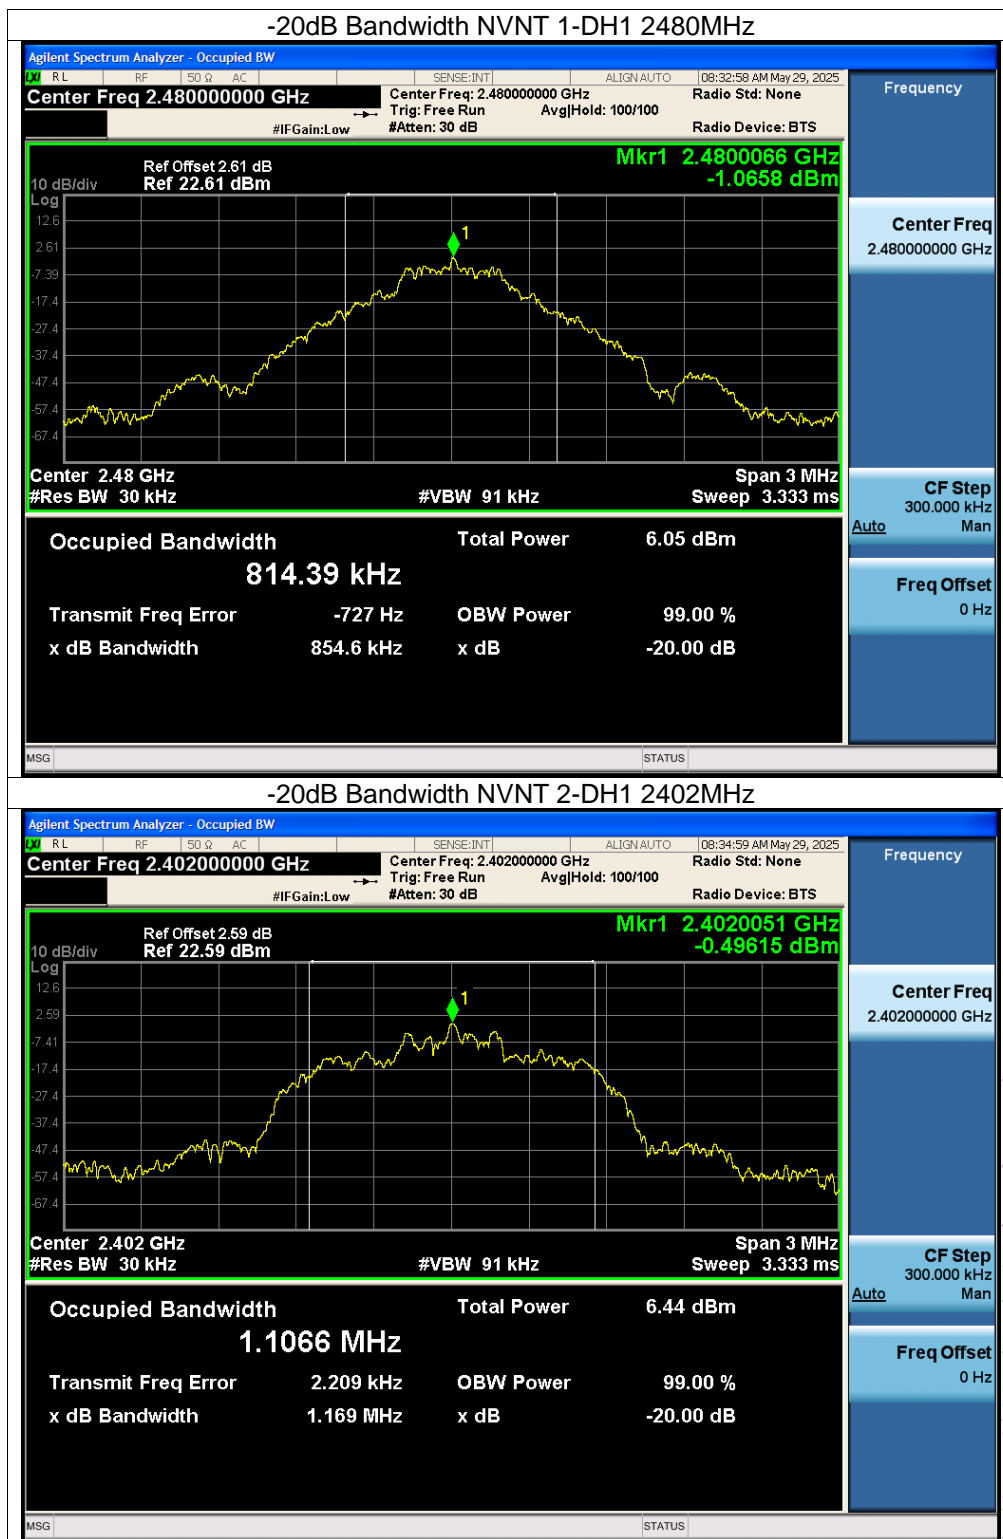 -20dB Bandwidth NVNT 1-DH1 2480MHz
Agilent Spectrum Analyzer - Occupied BW
LXI RL RF 50 Ω AC SENSE:INT ALIGNAUTO 08:32:58 AM May 29, 2025
Center Freq 2.480000000 GHz
Center Freq: 2.480000000 GHz
Radio Std: None
Trig: Free Run Avg|Hold: 100/100
#IFGain:Low #Atten: 30 dB Radio Device: BTS
Frequency
Mkr1 2.4800066 GHz
-1.0658 dBm
Ref Offset 2.61 dB
10 dB/div Ref 22.61 dBm
Log
12.6
2.61
-7.39
-17.4
-27.4
-37.4
-47.4
-57.4
-67.4
1
Center 2.48 GHz Span 3 MHz
#Res BW 30 kHz #VBW 91 kHz Sweep 3.333 ms
Center Freq
2.480000000 GHz
CF Step
300.000 kHz
Auto Man
Freq Offset
0 Hz
Occupied Bandwidth Total Power 6.05 dBm
814.39 kHz
Transmit Freq Error -727 Hz OBW Power 99.00 %
x dB Bandwidth 854.6 kHz x dB -20.00 dB
MSG STATUS
-20dB Bandwidth NVNT 2-DH1 2402MHz
Agilent Spectrum Analyzer - Occupied BW
LXI RL RF 50 Ω AC SENSE:INT ALIGNAUTO 08:34:59 AM May 29, 2025
Center Freq 2.402000000 GHz
Center Freq: 2.402000000 GHz
Radio Std: None
Trig: Free Run Avg|Hold: 100/100
#IFGain:Low #Atten: 30 dB Radio Device: BTS
Frequency
Mkr1 2.4020051 GHz
-0.49615 dBm
Ref Offset 2.59 dB
10 dB/div Ref 22.59 dBm
Log
12.6
2.59
-7.41
-17.4
-27.4
-37.4
-47.4
-57.4
-67.4
1
Center 2.402 GHz Span 3 MHz
#Res BW 30 kHz #VBW 91 kHz Sweep 3.333 ms
Center Freq
2.402000000 GHz
CF Step
300.000 kHz
Auto Man
Freq Offset
0 Hz
Occupied Bandwidth Total Power 6.44 dBm
1.1066 MHz
Transmit Freq Error 2.209 kHz OBW Power 99.00 %
x dB Bandwidth 1.169 MHz x dB -20.00 dB
MSG STATUS